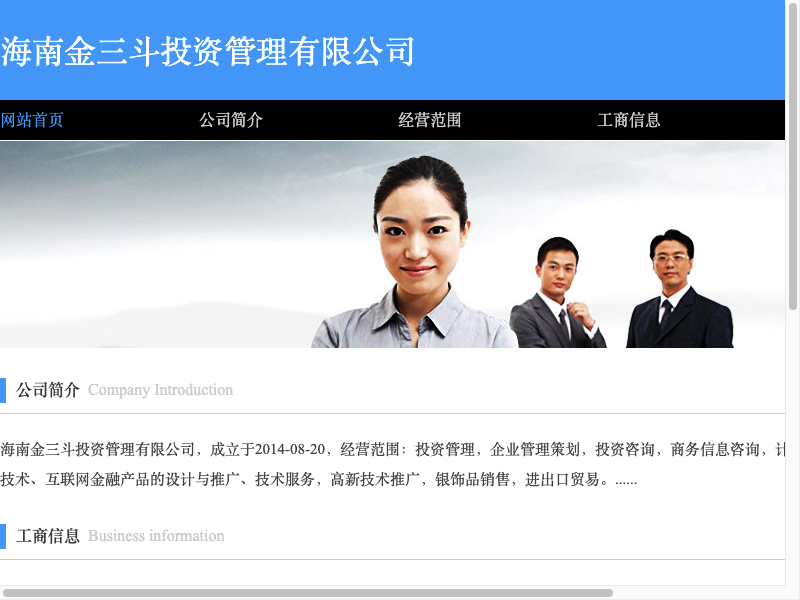 海南金三斗投资管理有限公司
网站首页 公司简介 经营范围 工商信息
公司简介 Company Introduction
海南金三斗投资管理有限公司，成立于2014-08-20，经营范围：投资管理，企业管理策划，投资咨询，商务信息咨询，计
技术、互联网金融产品的设计与推广、技术服务，高新技术推广，银饰品销售，进出口贸易。......
工商信息 Business information